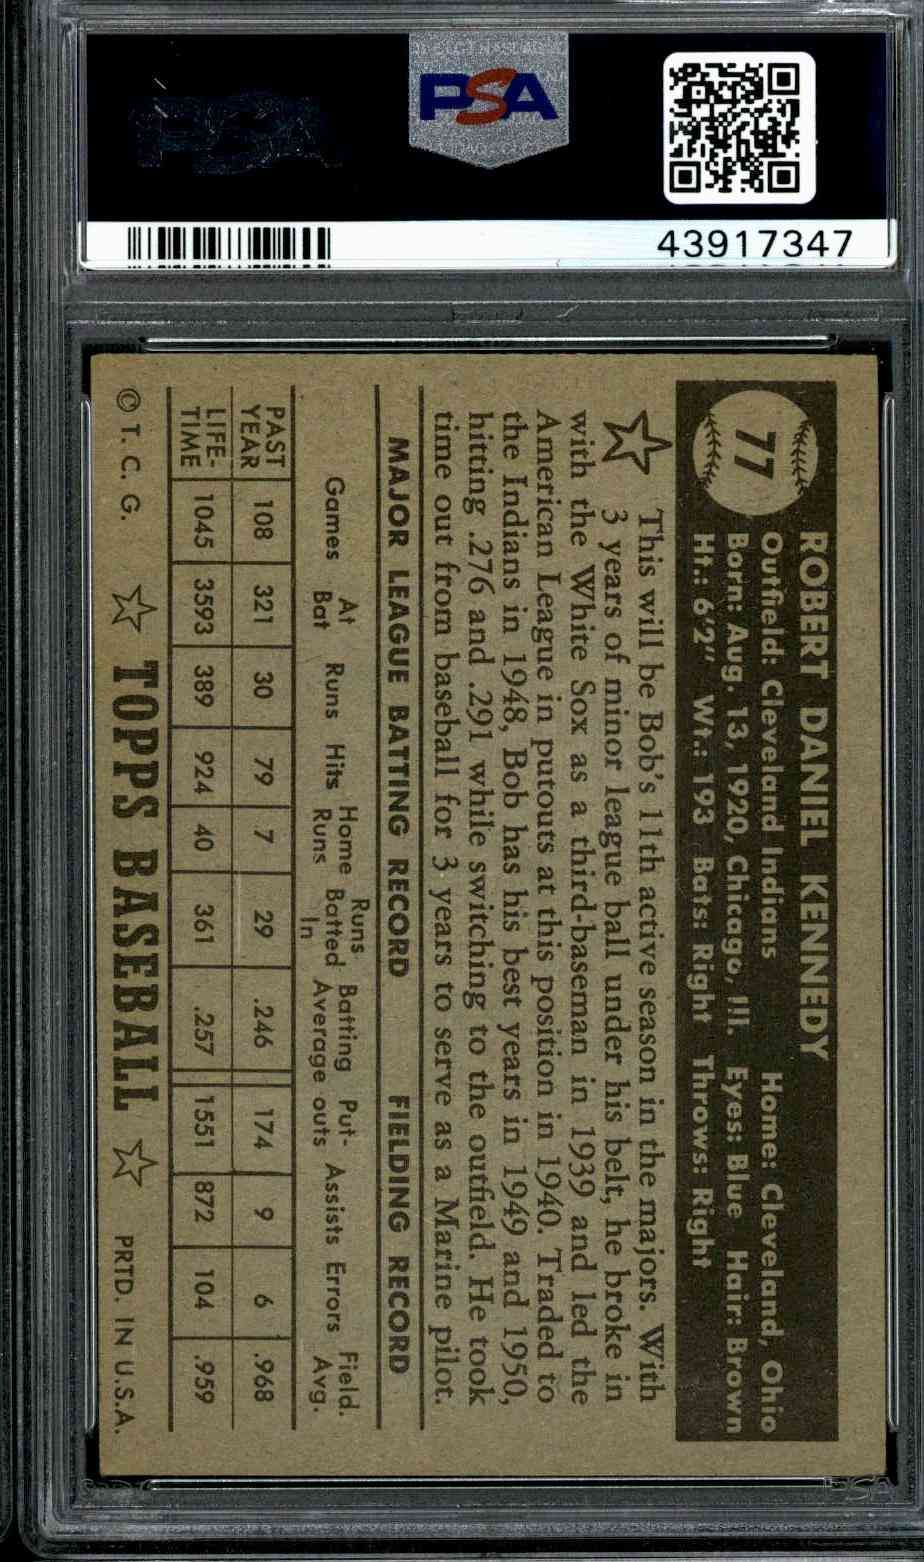 PSA
43917347
77
ROBERT DANIEL KENNEDY
Outfield: Cleveland Indians Home: Cleveland, Ohio
Born: Aug. 13, 1920, Chicago, Ill. Eyes: Blue Hair: Brown
Ht.: 6'2" Wt.: 193 Bats: Right Throws: Right
This will be Bob's 11th active season in the majors. With
3 years of minor league ball under his belt, he broke in
with the White Sox as a third-baseman in 1939 and led the
American League in putouts at this position in 1940. Traded to
the Indians in 1948, Bob has his best years in 1949 and 1950,
hitting .276 and .291 while switching to the outfield. He took
time out from baseball for 3 years to serve as a Marine pilot.
MAJOR LEAGUE BATTING RECORD FIELDING RECORD
Games At Bat Runs Hits Home Runs Runs Batted In Batting Average Put-outs Assists Errors Field. Avg.
PAST YEAR 108 321 30 79 7 29 .246 174 9 6 .968
LIFE-TIME 1045 3593 389 924 40 361 .257 1551 872 104 .959
© T. C. G. ☆ TOPPS BASEBALL ☆ PRTD. IN U.S.A.